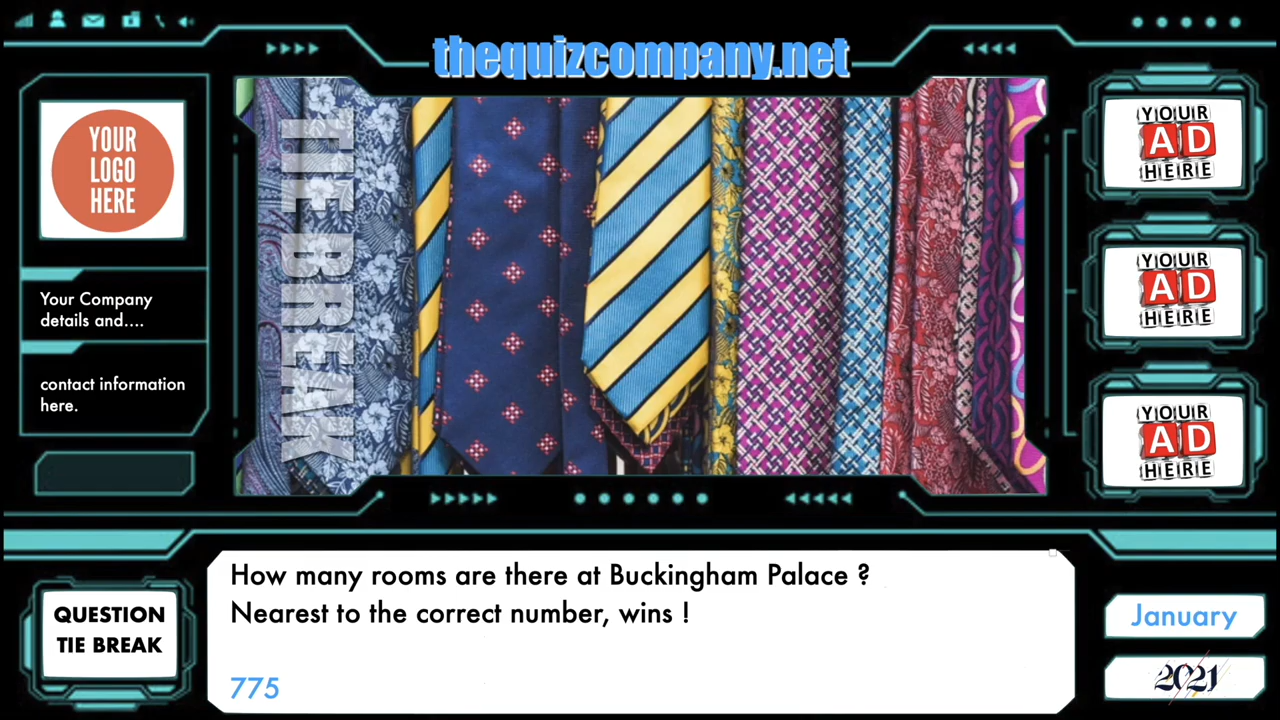 thequizcompany.net
YOUR
LOGO
HERE
Your Company
details and....
contact information
here.
TIE BREAK
YOUR
AD
HERE
YOUR
AD
HERE
YOUR
AD
HERE
QUESTION
TIE BREAK
How many rooms are there at Buckingham Palace ?
Nearest to the correct number, wins !
775
January
2021